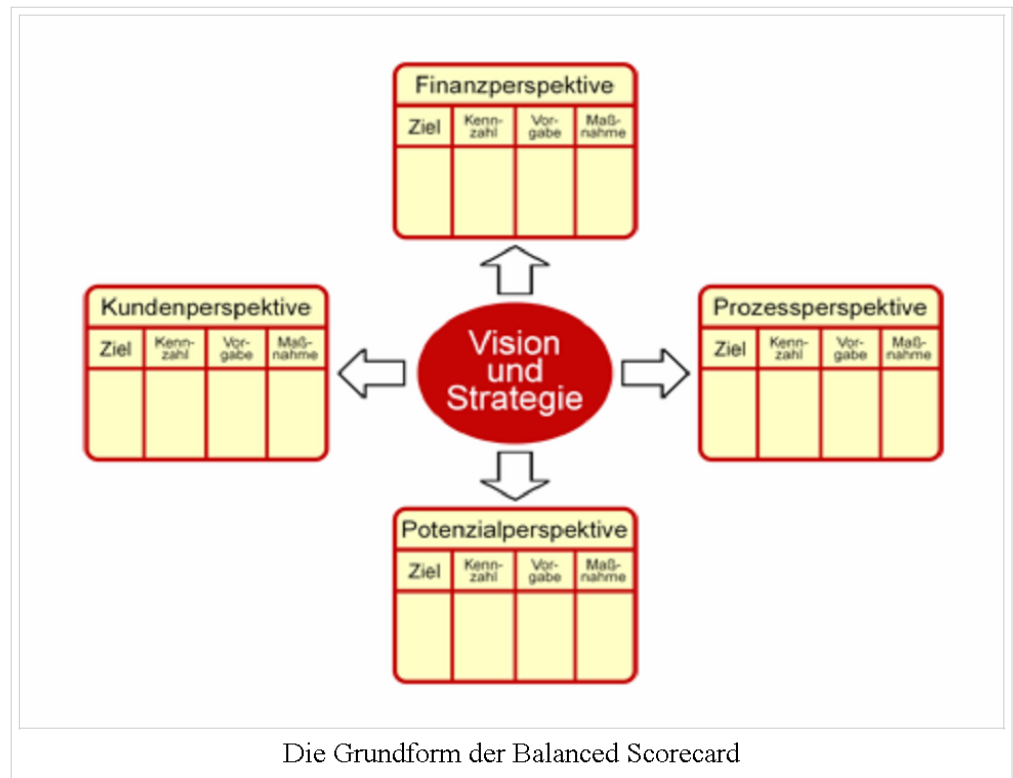 Finanzperspektive
Ziel
Kenn-
zahl
Vor-
gabe
Maß-
nahme
Kundenperspektive
Ziel
Kenn-
zahl
Vor-
gabe
Maß-
nahme
Vision
und
Strategie
Prozessperspektive
Ziel
Kenn-
zahl
Vor-
gabe
Maß-
nahme
Potenzialperspektive
Ziel
Kenn-
zahl
Vor-
gabe
Maß-
nahme
Die Grundform der Balanced Scorecard